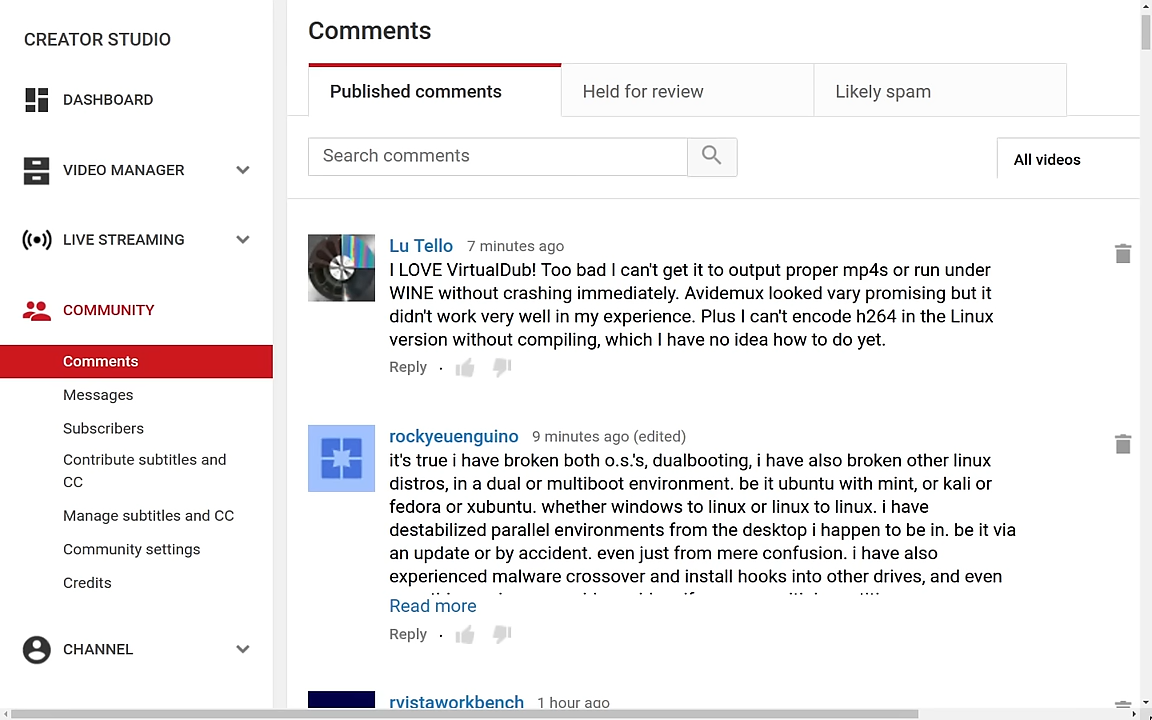 CREATOR STUDIO
DASHBOARD
VIDEO MANAGER
LIVE STREAMING
COMMUNITY
Comments
Messages
Subscribers
Contribute subtitles and
CC
Manage subtitles and CC
Community settings
Credits
CHANNEL
Comments
Published comments
Held for review
Likely spam
Search comments
All videos
Lu Tello 7 minutes ago
I LOVE VirtualDub! Too bad I can't get it to output proper mp4s or run under
WINE without crashing immediately. Avidemux looked vary promising but it
didn't work very well in my experience. Plus I can't encode h264 in the Linux
version without compiling, which I have no idea how to do yet.
Reply
rockyeuenguino 9 minutes ago (edited)
it's true i have broken both o.s.'s, dualbooting, i have also broken other linux
distros, in a dual or multiboot environment. be it ubuntu with mint, or kali or
fedora or xubuntu. whether windows to linux or linux to linux. i have
destabilized parallel environments from the desktop i happen to be in. be it via
an update or by accident. even just from mere confusion. i have also
experienced malware crossover and install hooks into other drives, and even
Read more
Reply
rvistaworkbench 1 hour ago